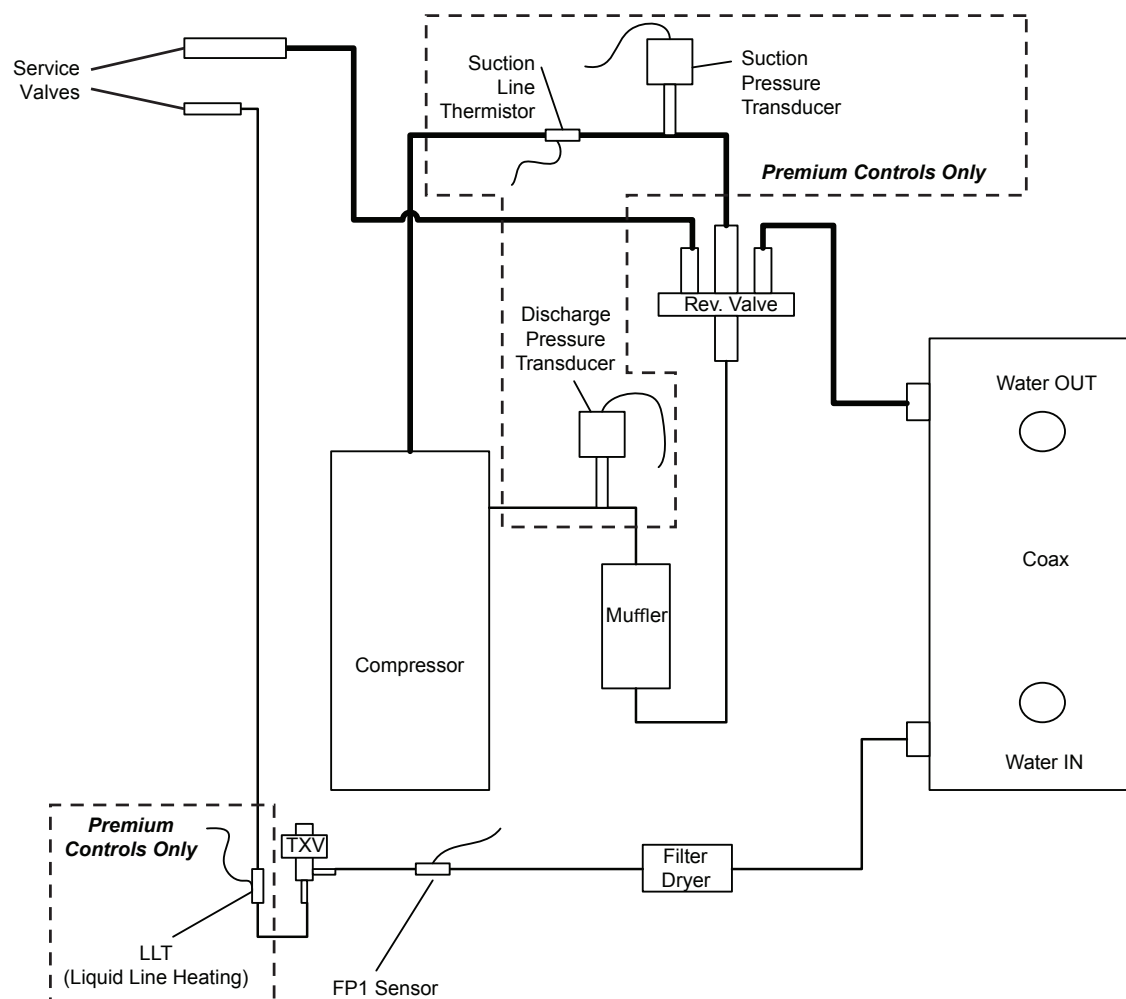 Service
Valves
Suction
Line
Thermistor
Suction
Pressure
Transducer
Premium Controls Only
Rev. Valve
Discharge
Pressure
Transducer
Water OUT
Coax
Muffler
Compressor
Water IN
Premium
Controls Only
TXV
Filter
Dryer
LLT
(Liquid Line Heating)
FP1 Sensor